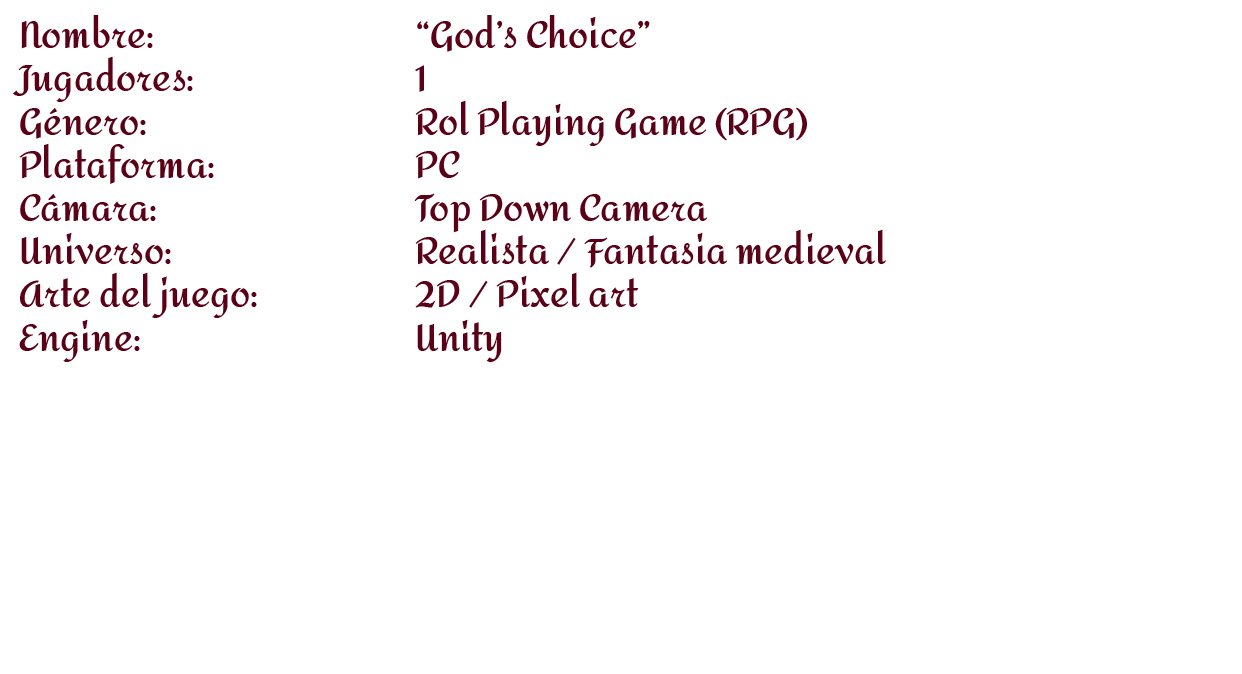 Nombre: “God’s Choice”
Jugadores: 1
Género: Rol Playing Game (RPG)
Plataforma: PC
Cámara: Top Down Camera
Universo: Realista / Fantasia medieval
Arte del juego: 2D / Pixel art
Engine: Unity